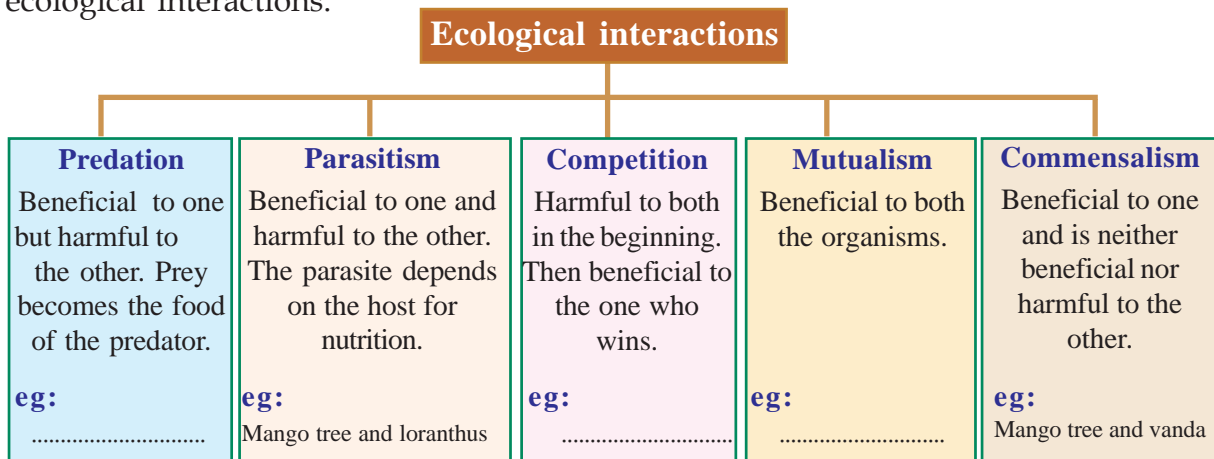 ecological interactions.
Ecological interactions
Predation
Beneficial to one
but harmful to
the other. Prey
becomes the food
of the predator.
eg:
..............................
Parasitism
Beneficial to one and
harmful to the other.
The parasite depends
on the host for
nutrition.
eg:
Mango tree and loranthus
Competition
Harmful to both
in the beginning.
Then beneficial to
the one who
wins.
eg:
..............................
Mutualism
Beneficial to both
the organisms.
eg:
.............................
Commensalism
Beneficial to one
and is neither
beneficial nor
harmful to the
other.
eg:
Mango tree and vanda